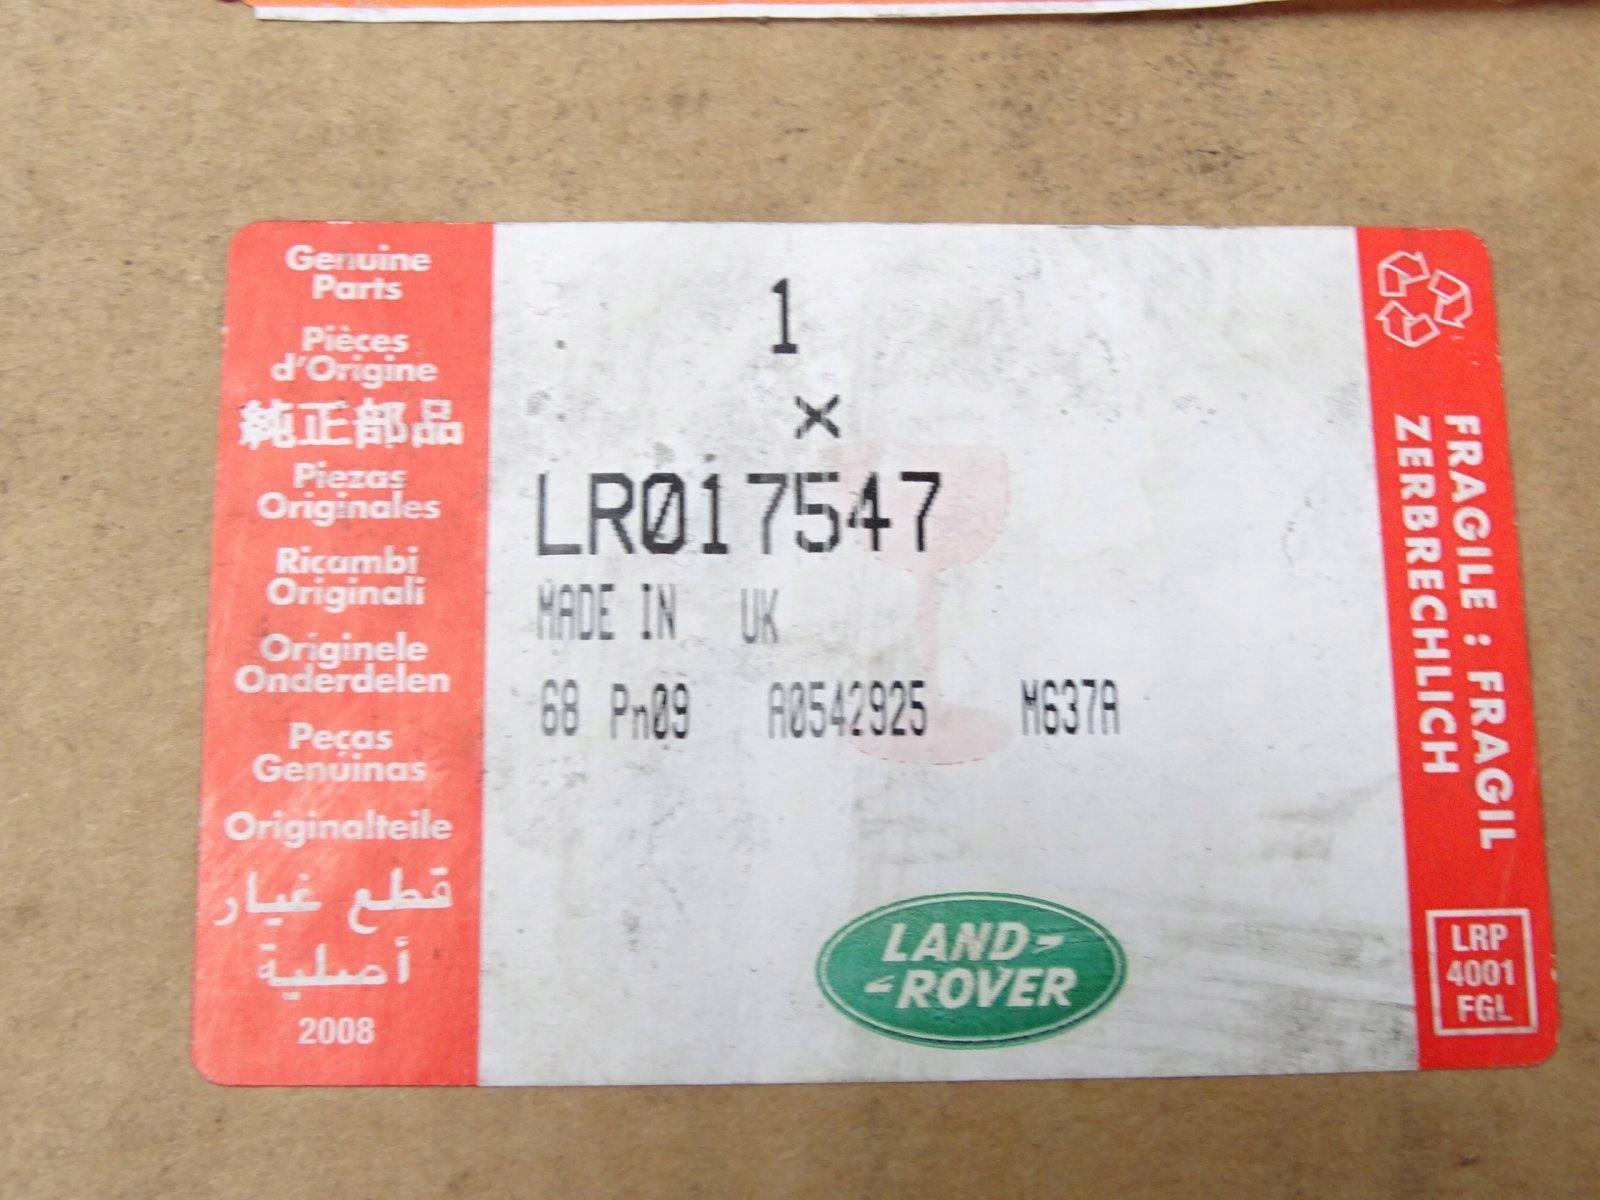 Genuine
Parts
Pièces
d'Origine
純正部品
Piezas
Originales
Ricambi
Originali
Originele
Onderdelen
Peças
Genúinas
Originalteile
قطع غيار
أصلية
2008
1
x
LR017547
MADE IN UK
68 Pn09 A0542925 M637A
LAND
ROVER
FRAGILE : FRAGIL
ZERBRECHLICH
LRP
4001
FGL